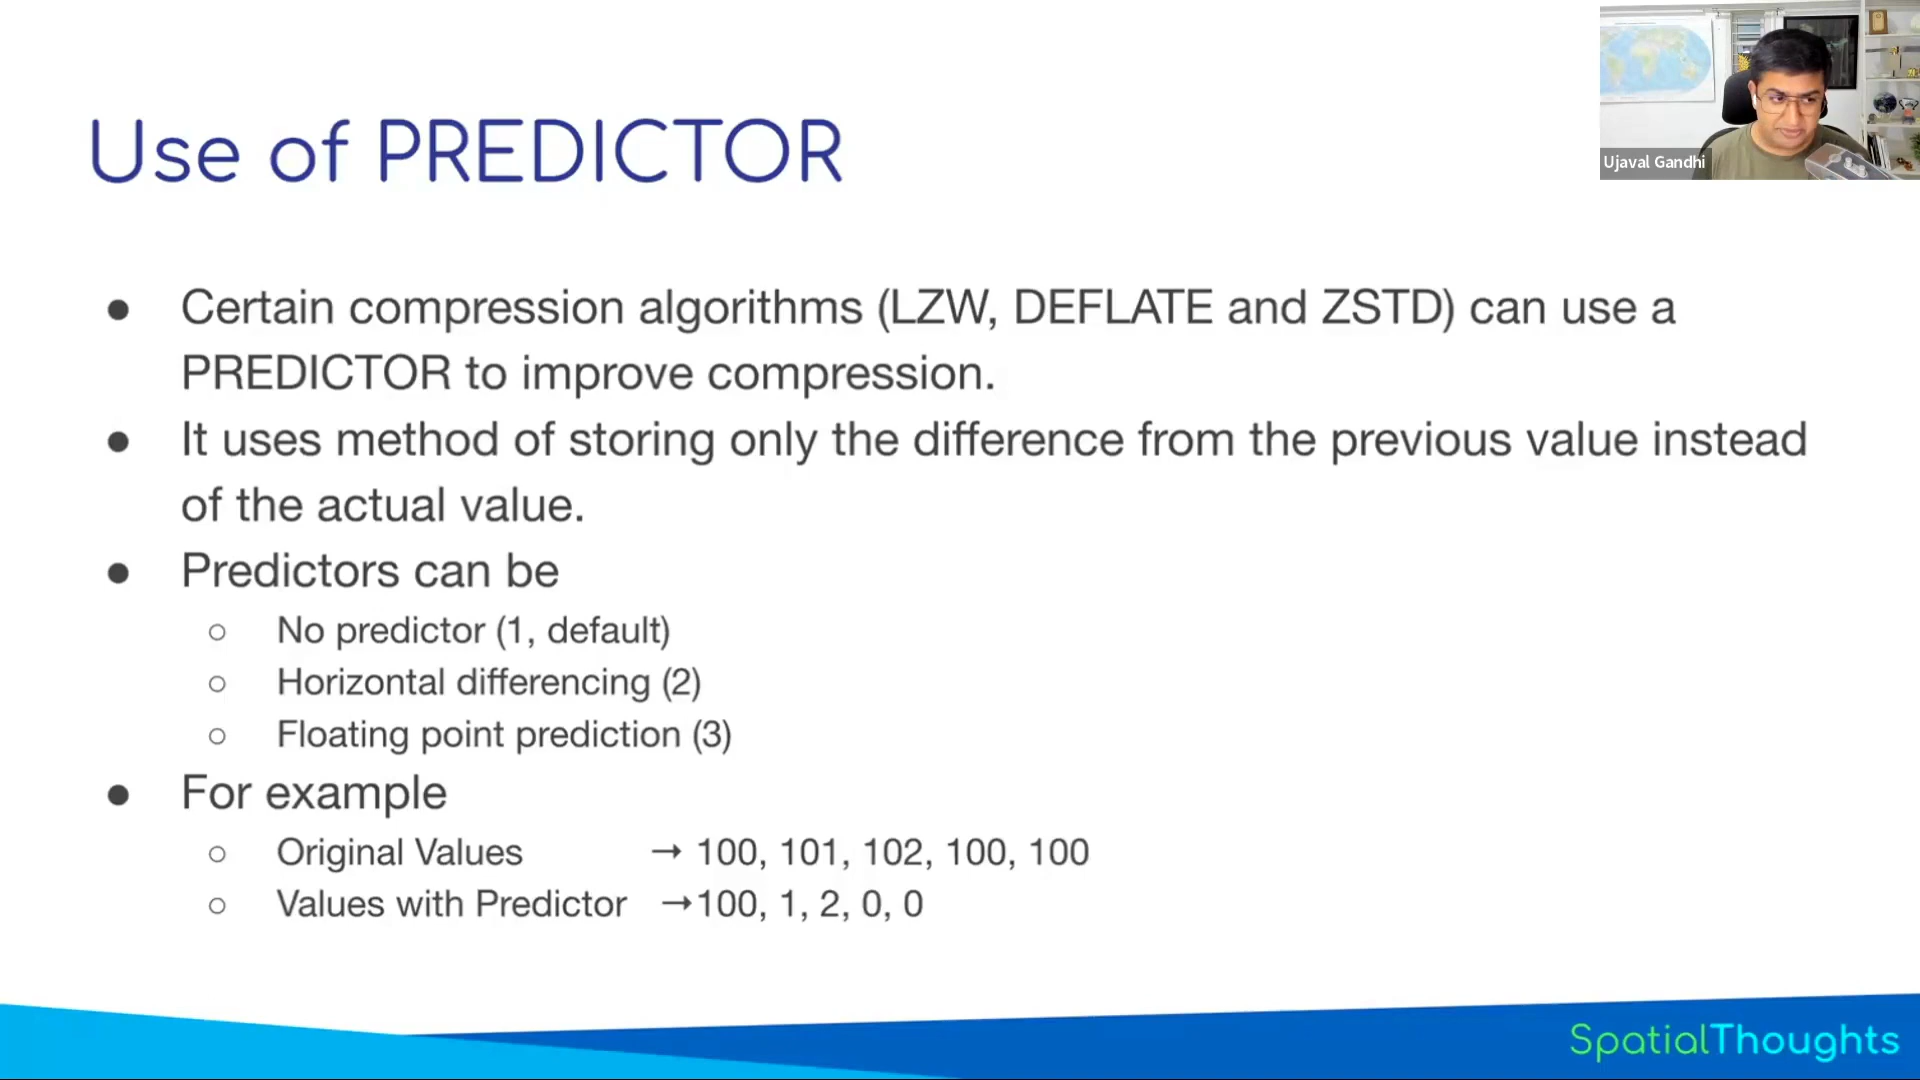 Use of PREDICTOR
Ujaval Gandhi
● Certain compression algorithms (LZW, DEFLATE and ZSTD) can use a
PREDICTOR to improve compression.
● It uses method of storing only the difference from the previous value instead
of the actual value.
● Predictors can be
○ No predictor (1, default)
○ Horizontal differencing (2)
○ Floating point prediction (3)
● For example
○ Original Values → 100, 101, 102, 100, 100
○ Values with Predictor →100, 1, 2, 0, 0
SpatialThoughts